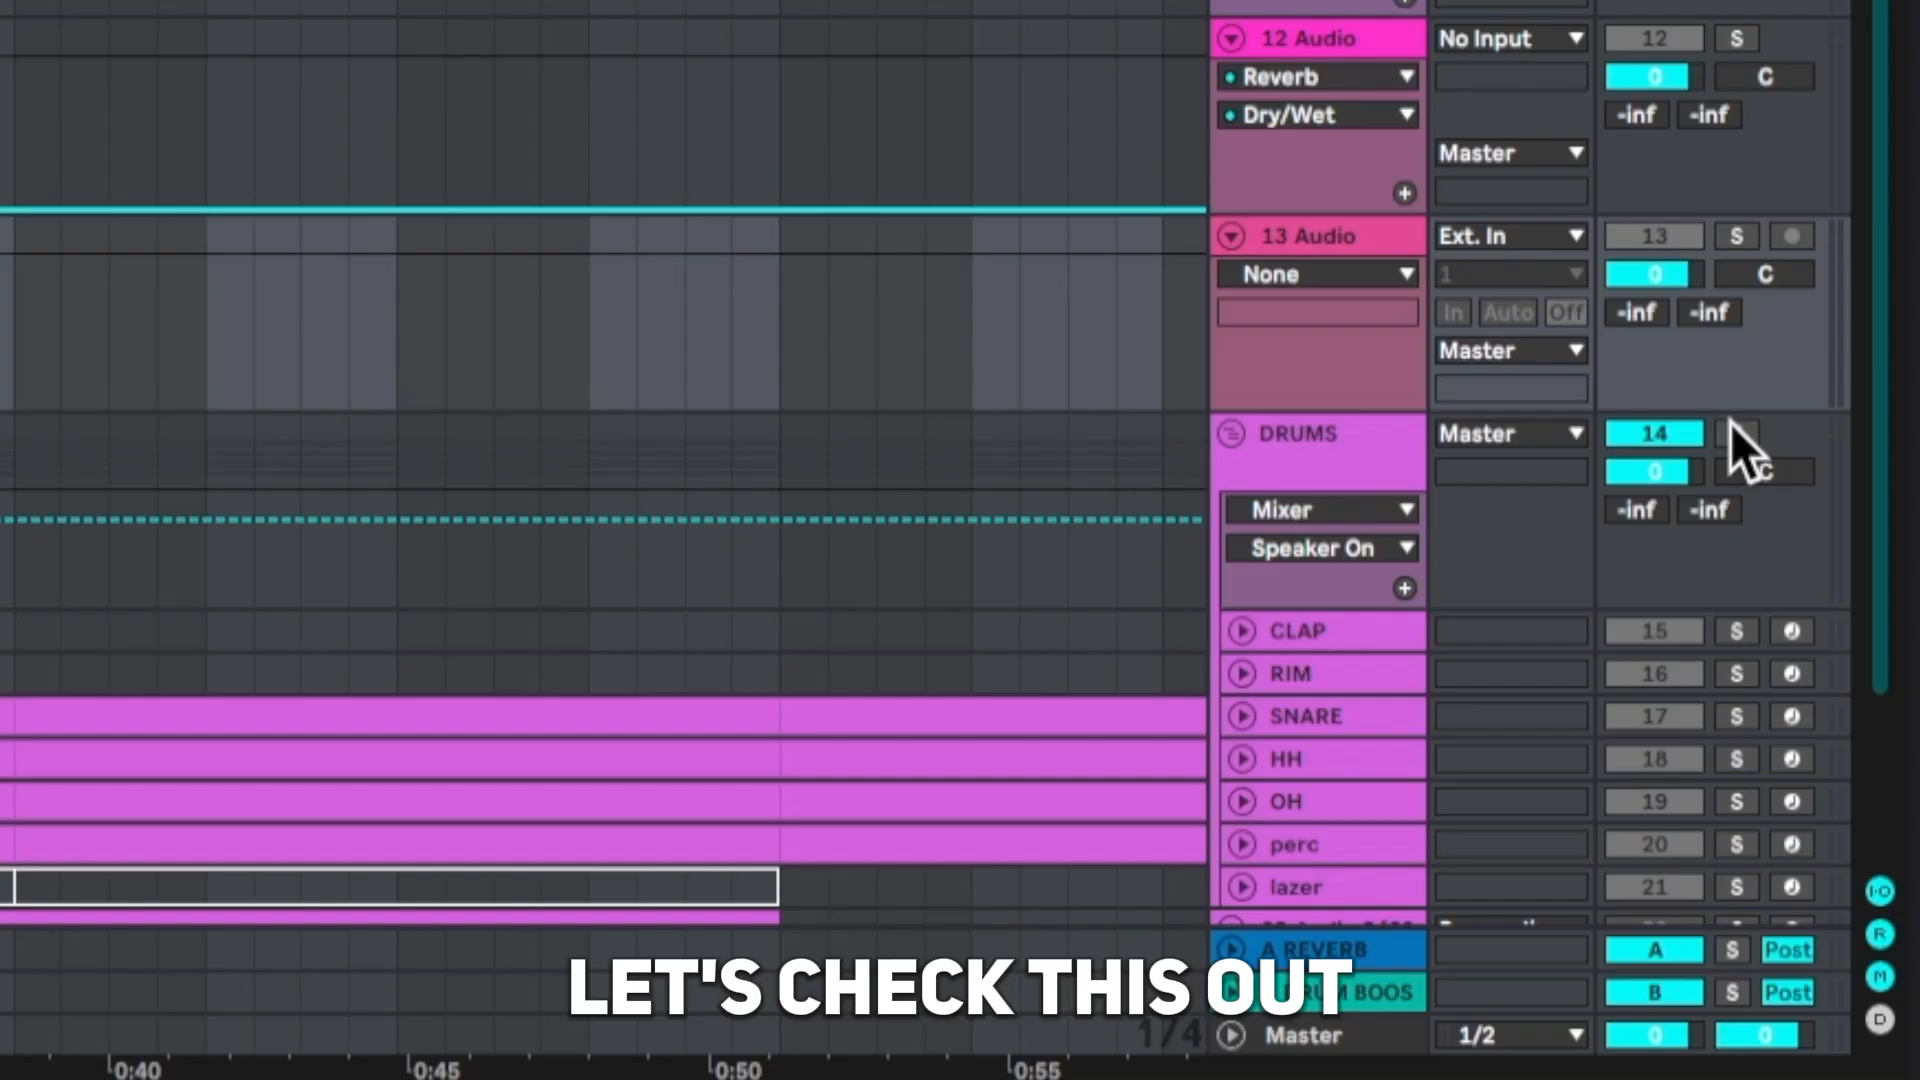 12 Audio No Input 12 S
Reverb 0 C
Dry/Wet -inf -inf
Master
13 Audio Ext. In 13 S
None 1 0 C
In Auto Off -inf -inf
Master
DRUMS Master 14
0 C
Mixer -inf -inf
Speaker On
CLAP 15 S
RIM 16 S
SNARE 17 S
HH 18 S
OH 19 S
perc 20 S
lazer 21 S
I·O
R
A REVERB A S Post
LET'S CHECK THIS OUT
M
BOOS B S Post
D
1/4 Master 1/2 0 0
0:40 0:45 0:50 0:55